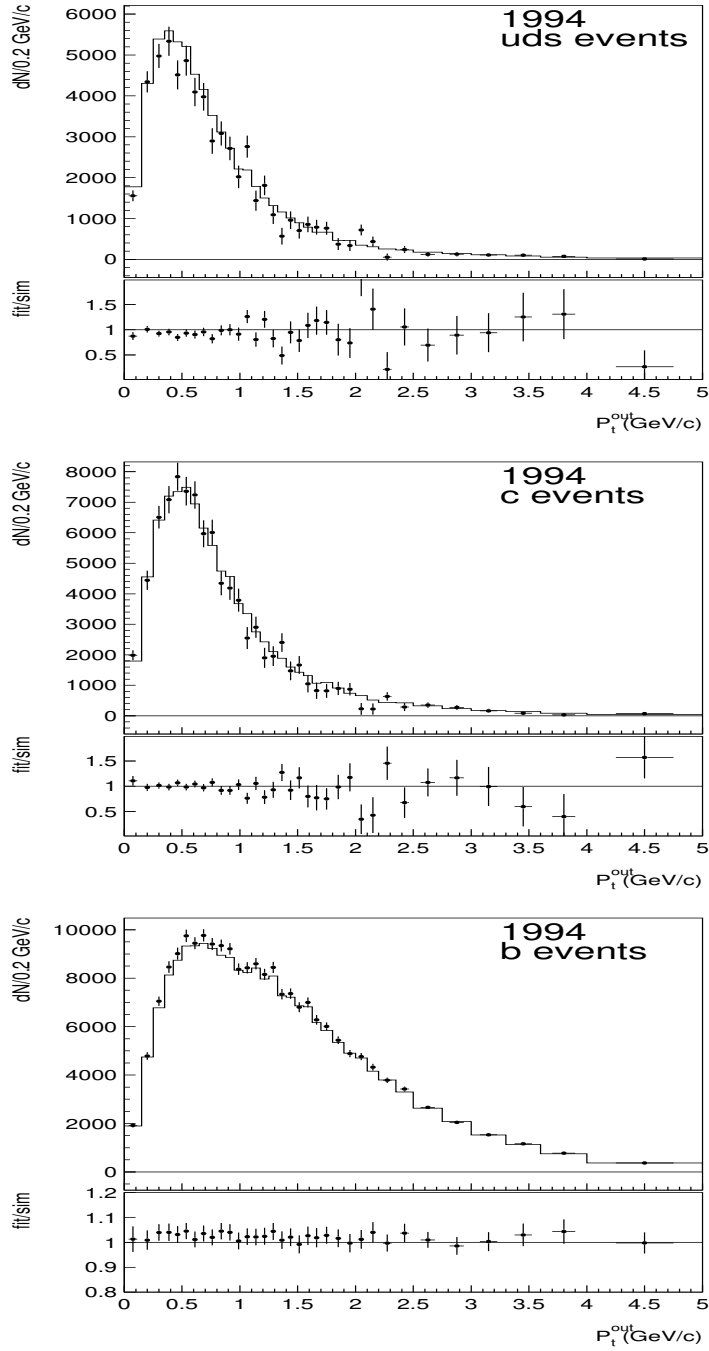 dN/0.2 GeV/c
1994
uds events
6000
5000
4000
3000
2000
1000
0
fit/sim
1.5
1
0.5
0 0.5 1 1.5 2 2.5 3 3.5 4 4.5 5
P_t^out(GeV/c)
dN/0.2 GeV/c
1994
c events
8000
7000
6000
5000
4000
3000
2000
1000
0
fit/sim
1.5
1
0.5
0 0.5 1 1.5 2 2.5 3 3.5 4 4.5 5
P_t^out(GeV/c)
dN/0.2 GeV/c
1994
b events
10000
8000
6000
4000
2000
0
fit/sim
1.2
1.1
1
0.9
0.8
0 0.5 1 1.5 2 2.5 3 3.5 4 4.5 5
P_t^out(GeV/c)